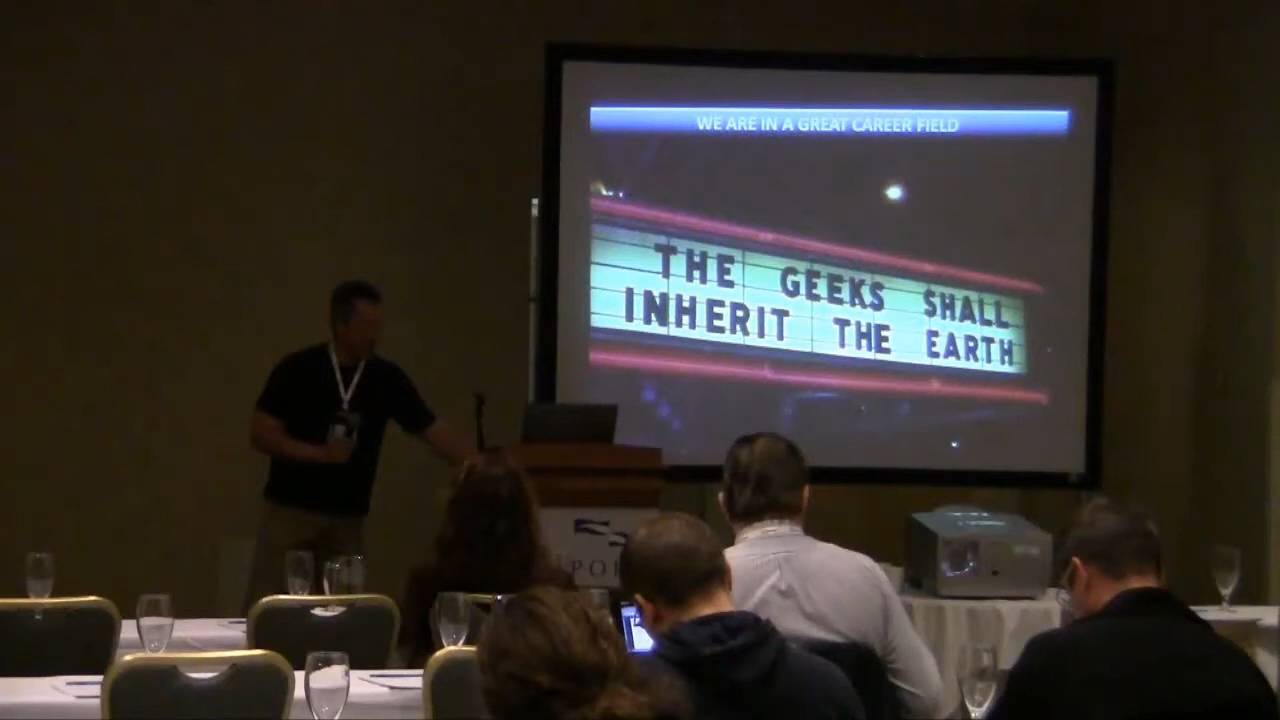 WE ARE IN A GREAT CAREER FIELD
THE GEEKS SHALL
INHERIT THE EARTH